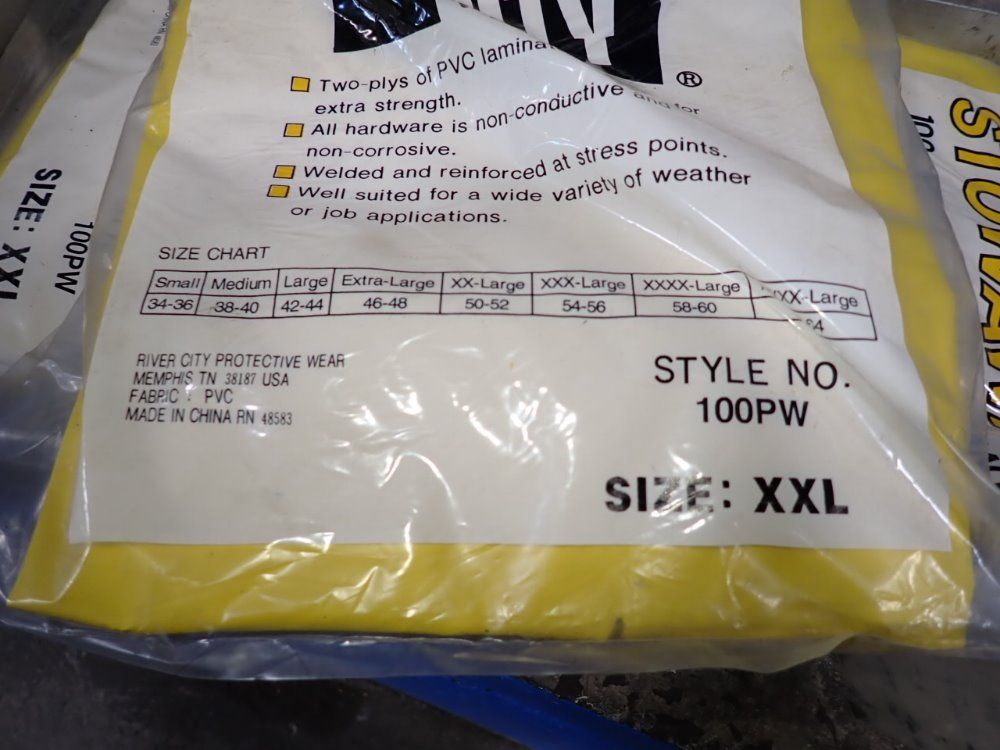 ®
Two-plys of PVC
extra strength.
All hardware is non-conductive and/or
non-corrosive.
Welded and reinforced at stress points.
Well suited for a wide variety of weather
or job applications.
SIZE CHART
Small Medium Large Extra-Large XX-Large XXX-Large XXXX-Large
34-36 38-40 42-44 46-48 50-52 54-56 58-60
RIVER CITY PROTECTIVE WEAR
MEMPHIS TN 38187 USA
FABRIC : PVC
MADE IN CHINA RN 48583
STYLE NO.
100PW
SIZE: XXL
100PW
SIZE: XXL